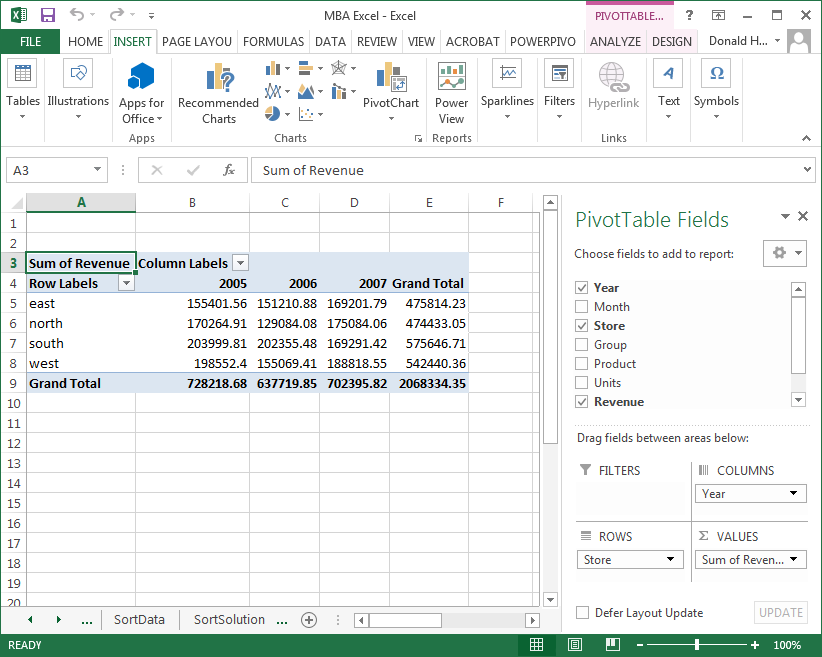 MBA Excel - Excel
PIVOTTABLE...
?
FILE HOME INSERT PAGE LAYOU FORMULAS DATA REVIEW VIEW ACROBAT POWERPIVO ANALYZE DESIGN Donald H...
Tables
Illustrations
Apps for
Office
Recommended
Charts
PivotChart
Power
View
Sparklines
Filters
Hyperlink
Text
Symbols
Apps Charts Reports Links
A3 fx Sum of Revenue
A B C D E F
1
2
3 Sum of Revenue Column Labels
4 Row Labels 2005 2006 2007 Grand Total
5 east 155401.56 151210.88 169201.79 475814.23
6 north 170264.91 129084.08 175084.06 474433.05
7 south 203999.81 202355.48 169291.42 575646.71
8 west 198552.4 155069.41 188818.55 542440.36
9 Grand Total 728218.68 637719.85 702395.82 2068334.35
10
11
12
13
14
15
16
17
18
19
20
PivotTable Fields
Choose fields to add to report:
Year
Month
Store
Group
Product
Units
Revenue
Drag fields between areas below:
FILTERS
COLUMNS
Year
ROWS
Store
Σ VALUES
Sum of Reven...
Defer Layout Update UPDATE
... SortData SortSolution ...
READY 100%